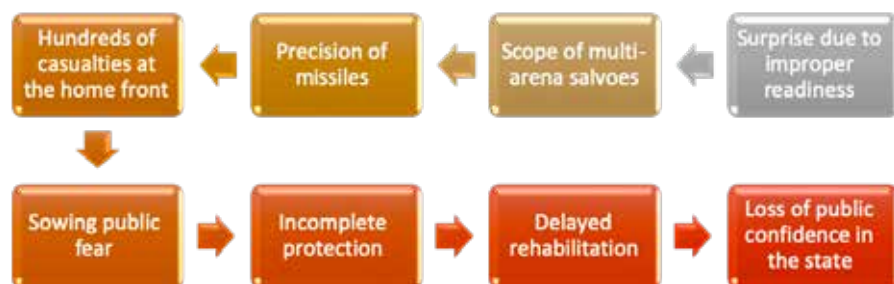 Hundreds of
casualties at
the home front
Precision of
missiles
Scope of multi-
arena salvoes
Surprise due to
improper
readiness
Sowing public
fear
Incomplete
protection
Delayed
rehabilitation
Loss of public
confidence in
the state